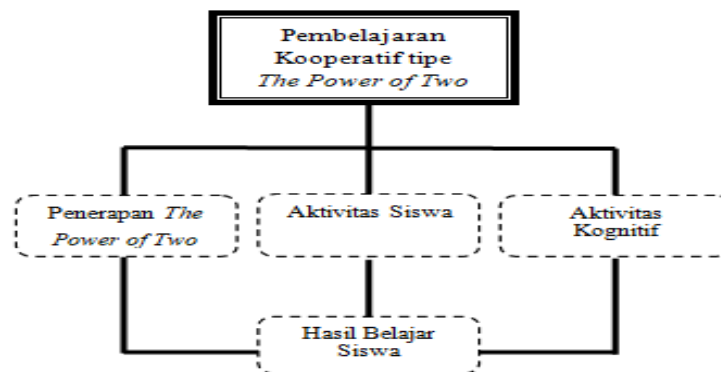 Pembelajaran
Kooperatif tipe
The Power of Two
Penerapan The
Power of Two
Aktivitas Siswa
Aktivitas
Kognitif
Hasil Belajar
Siswa